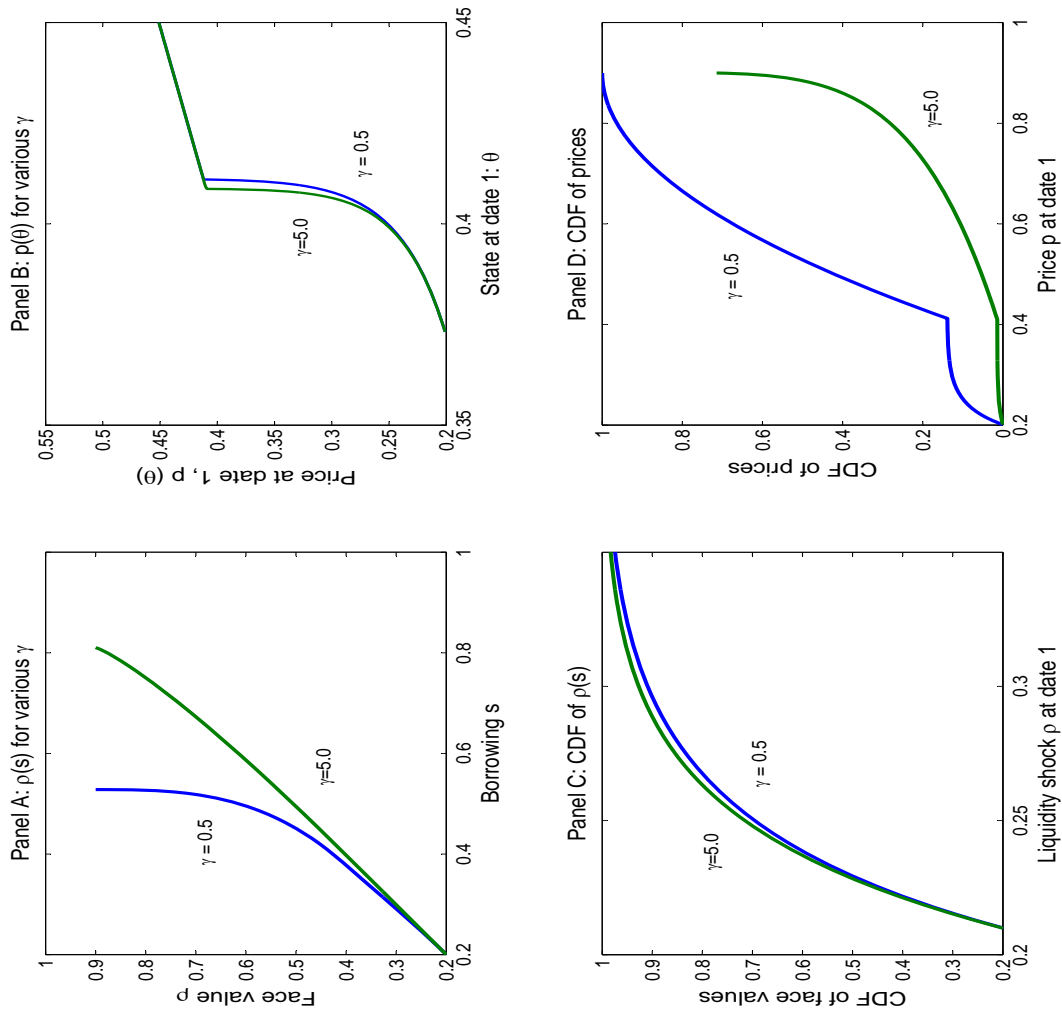 Panel A: ρ(s) for various γ
Face value ρ
1
0.9
0.8
0.7
0.6
0.5
0.4
0.3
0.2
γ = 0.5
γ=5.0
0.2 0.4 0.6 0.8 1
Borrowings s
Panel B: p(θ) for various γ
Price at date 1, p (θ)
0.55
0.5
0.45
0.4
0.35
0.3
0.25
0.2
γ=5.0
γ = 0.5
0.35 0.4 0.45
State at date 1: θ
Panel C: CDF of ρ(s)
CDF of face values
1
0.9
0.8
0.7
0.6
0.5
0.4
0.3
0.2
γ=5.0
γ = 0.5
0.2 0.25 0.3
Liquidity shock ρ at date 1
Panel D: CDF of prices
CDF of prices
1
0.8
0.6
0.4
0.2
0
γ = 0.5
γ=5.0
0.2 0.4 0.6 0.8 1
Price p at date 1